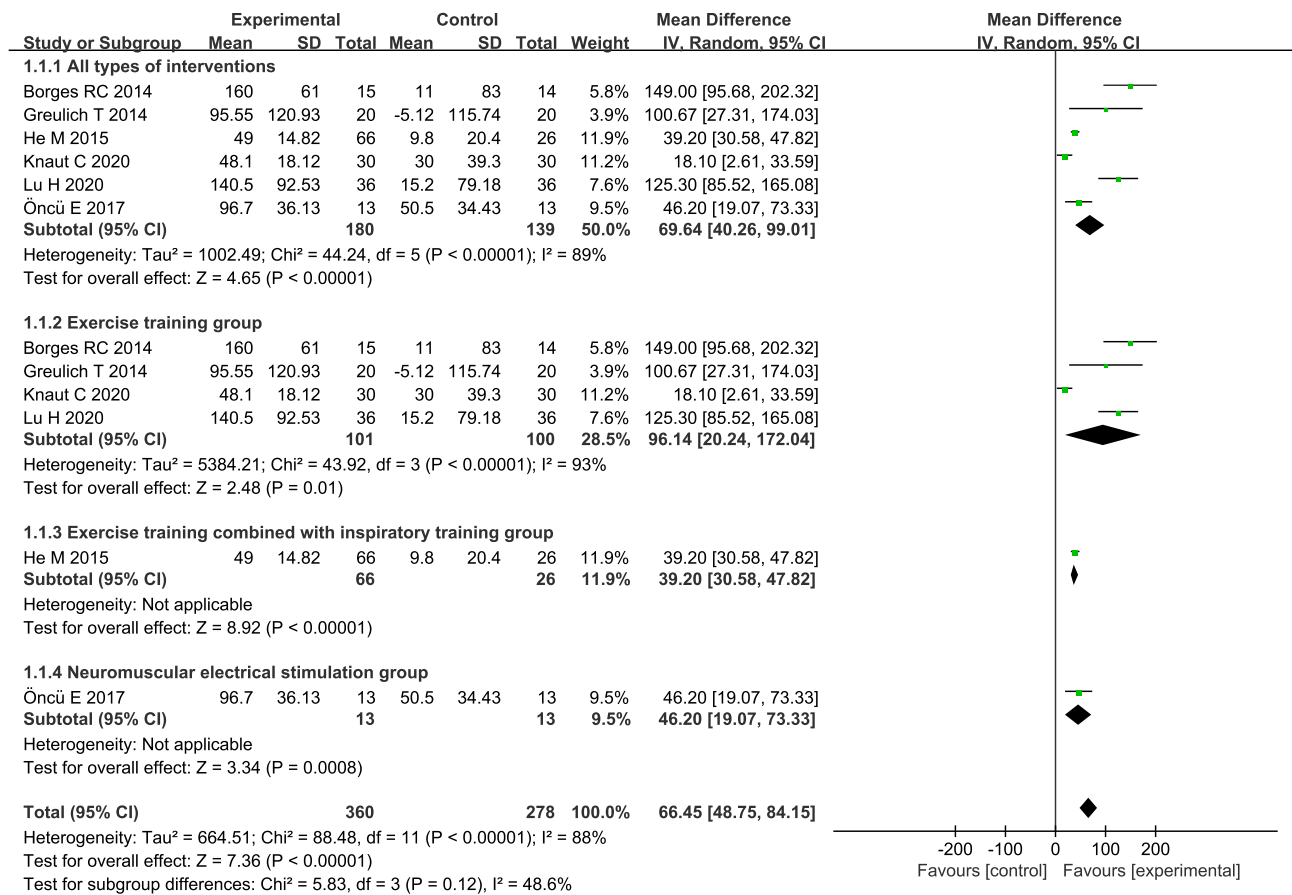 Experimental Control Mean Difference Mean Difference
Study or Subgroup Mean SD Total Mean SD Total Weight IV, Random, 95% CI IV, Random, 95% CI
1.1.1 All types of interventions
Borges RC 2014 160 61 15 11 83 14 5.8% 149.00 [95.68, 202.32]
Greulich T 2014 95.55 120.93 20 -5.12 115.74 20 3.9% 100.67 [27.31, 174.03]
He M 2015 49 14.82 66 9.8 20.4 26 11.9% 39.20 [30.58, 47.82]
Knaut C 2020 48.1 18.12 30 30 39.3 30 11.2% 18.10 [2.61, 33.59]
Lu H 2020 140.5 92.53 36 15.2 79.18 36 7.6% 125.30 [85.52, 165.08]
Öncü E 2017 96.7 36.13 13 50.5 34.43 13 9.5% 46.20 [19.07, 73.33]
Subtotal (95% CI) 180 139 50.0% 69.64 [40.26, 99.01]
Heterogeneity: Tau² = 1002.49; Chi² = 44.24, df = 5 (P < 0.00001); I² = 89%
Test for overall effect: Z = 4.65 (P < 0.00001)
1.1.2 Exercise training group
Borges RC 2014 160 61 15 11 83 14 5.8% 149.00 [95.68, 202.32]
Greulich T 2014 95.55 120.93 20 -5.12 115.74 20 3.9% 100.67 [27.31, 174.03]
Knaut C 2020 48.1 18.12 30 30 39.3 30 11.2% 18.10 [2.61, 33.59]
Lu H 2020 140.5 92.53 36 15.2 79.18 36 7.6% 125.30 [85.52, 165.08]
Subtotal (95% CI) 101 100 28.5% 96.14 [20.24, 172.04]
Heterogeneity: Tau² = 5384.21; Chi² = 43.92, df = 3 (P < 0.00001); I² = 93%
Test for overall effect: Z = 2.48 (P = 0.01)
1.1.3 Exercise training combined with inspiratory training group
He M 2015 49 14.82 66 9.8 20.4 26 11.9% 39.20 [30.58, 47.82]
Subtotal (95% CI) 66 26 11.9% 39.20 [30.58, 47.82]
Heterogeneity: Not applicable
Test for overall effect: Z = 8.92 (P < 0.00001)
1.1.4 Neuromuscular electrical stimulation group
Öncü E 2017 96.7 36.13 13 50.5 34.43 13 9.5% 46.20 [19.07, 73.33]
Subtotal (95% CI) 13 13 9.5% 46.20 [19.07, 73.33]
Heterogeneity: Not applicable
Test for overall effect: Z = 3.34 (P = 0.0008)
Total (95% CI) 360 278 100.0% 66.45 [48.75, 84.15]
Heterogeneity: Tau² = 664.51; Chi² = 88.48, df = 11 (P < 0.00001); I² = 88%
Test for overall effect: Z = 7.36 (P < 0.00001)
Test for subgroup differences: Chi² = 5.83, df = 3 (P = 0.12), I² = 48.6%
-200 -100 0 100 200
Favours [control] Favours [experimental]